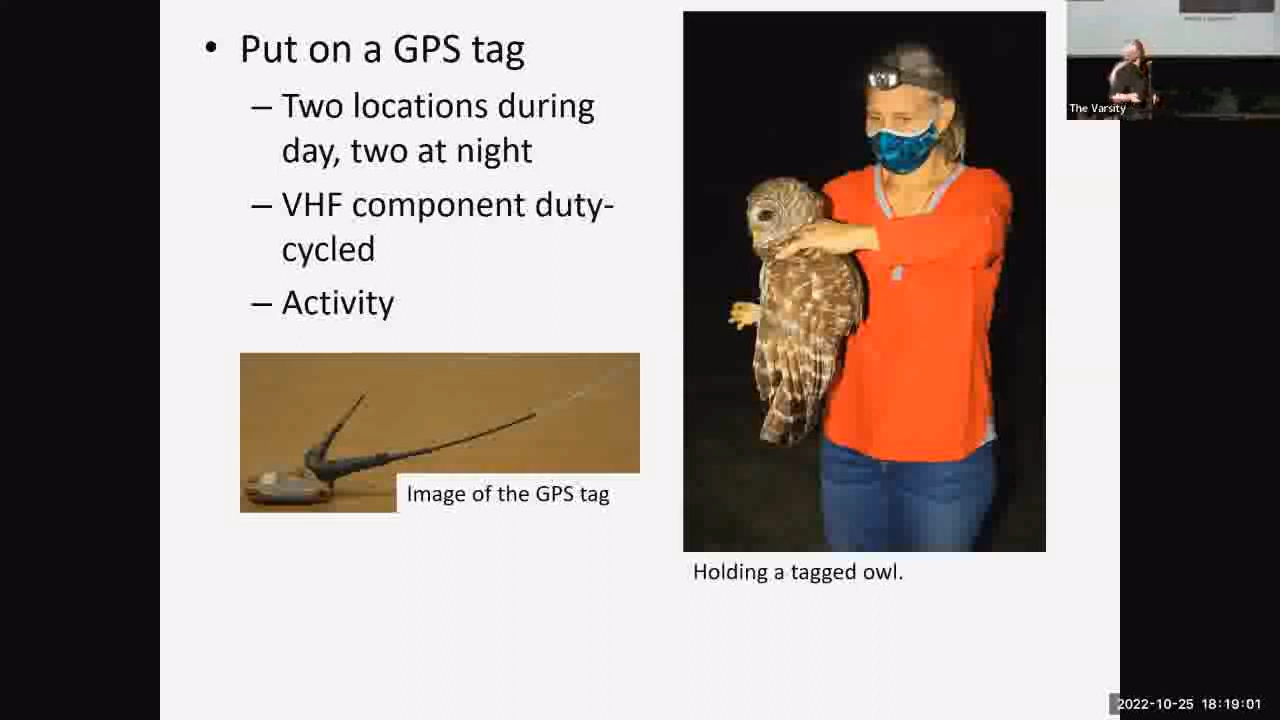 • Put on a GPS tag
– Two locations during
day, two at night
– VHF component duty-
cycled
– Activity
Image of the GPS tag
Holding a tagged owl.
The Varsity
2022-10-25 18:19:01